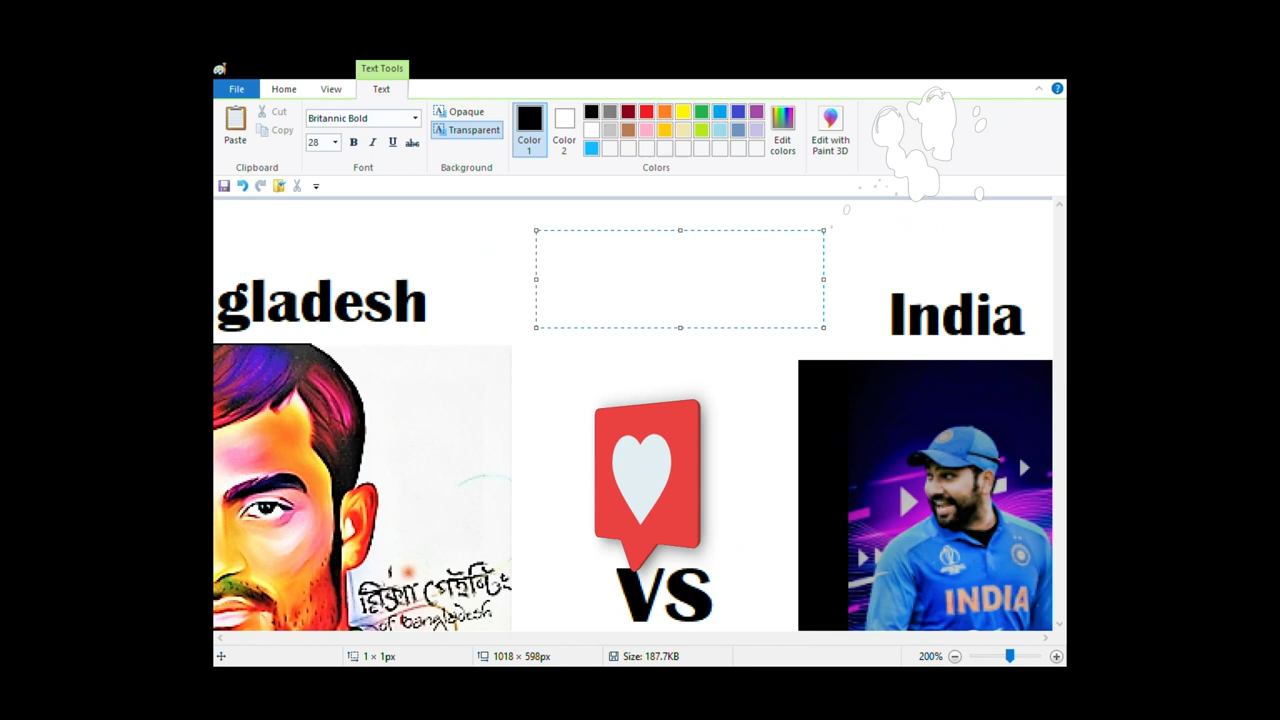 Text Tools
File Home View Text
Paste Cut Copy Clipboard
Britannic Bold
28 B I U abc
Font
Opaque
Transparent
Background
Color 1
Color 2
Colors
Edit colors
Edit with Paint 3D
gladesh
India
রিক্সা পেইন্টিং
of bangladesh
VS
INDIA
1 × 1px
1018 × 598px
Size: 187.7KB
200%